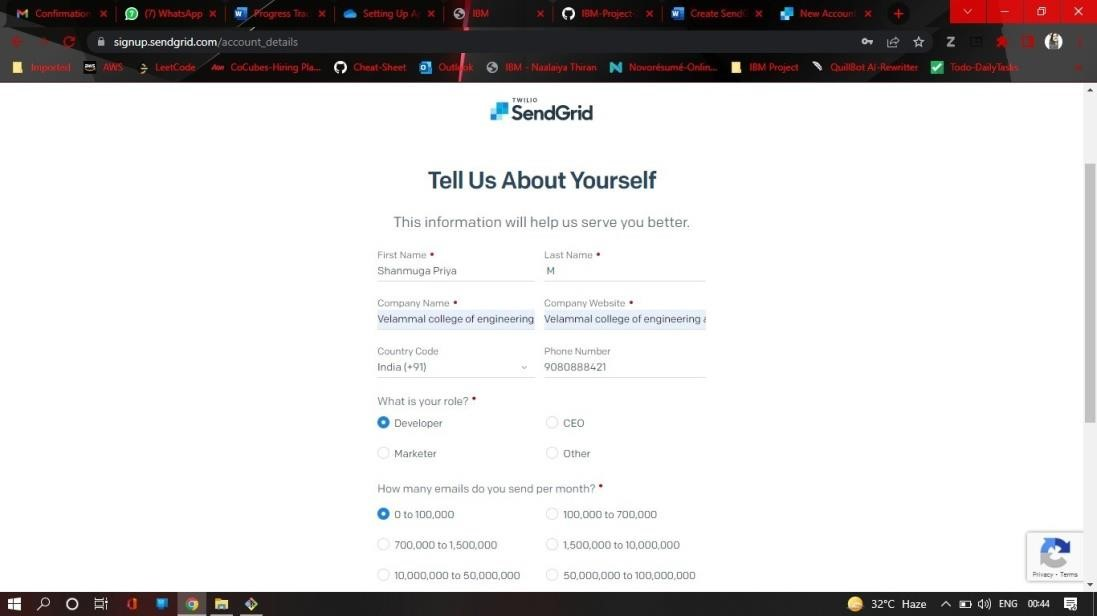 Confirmation
(7) WhatsApp
Progress Trac
Setting Up A
IBM
IBM-Project-
Create SendG
New Account
signup.sendgrid.com/account_details
Imported
AWS
LeetCode
CoCubes-Hiring Pla...
Cheat-Sheet
Outlook
IBM - Naalaiya Thiran
Novorésumé-Onlin...
IBM Project
QuillBot Ai-Rewritter
Todo-DailyTasks
TWILIO
SendGrid
Tell Us About Yourself
This information will help us serve you better.
First Name •
Last Name •
Shanmuga Priya
M
Company Name •
Company Website •
Velammal college of engineering
Velammal college of engineering a
Country Code
Phone Number
India (+91)
9080888421
What is your role? •
Developer
CEO
Marketer
Other
How many emails do you send per month? •
0 to 100,000
100,000 to 700,000
700,000 to 1,500,000
1,500,000 to 10,000,000
10,000,000 to 50,000,000
50,000,000 to 100,000,000
Privacy - Terms
32°C Haze
ENG
00:44